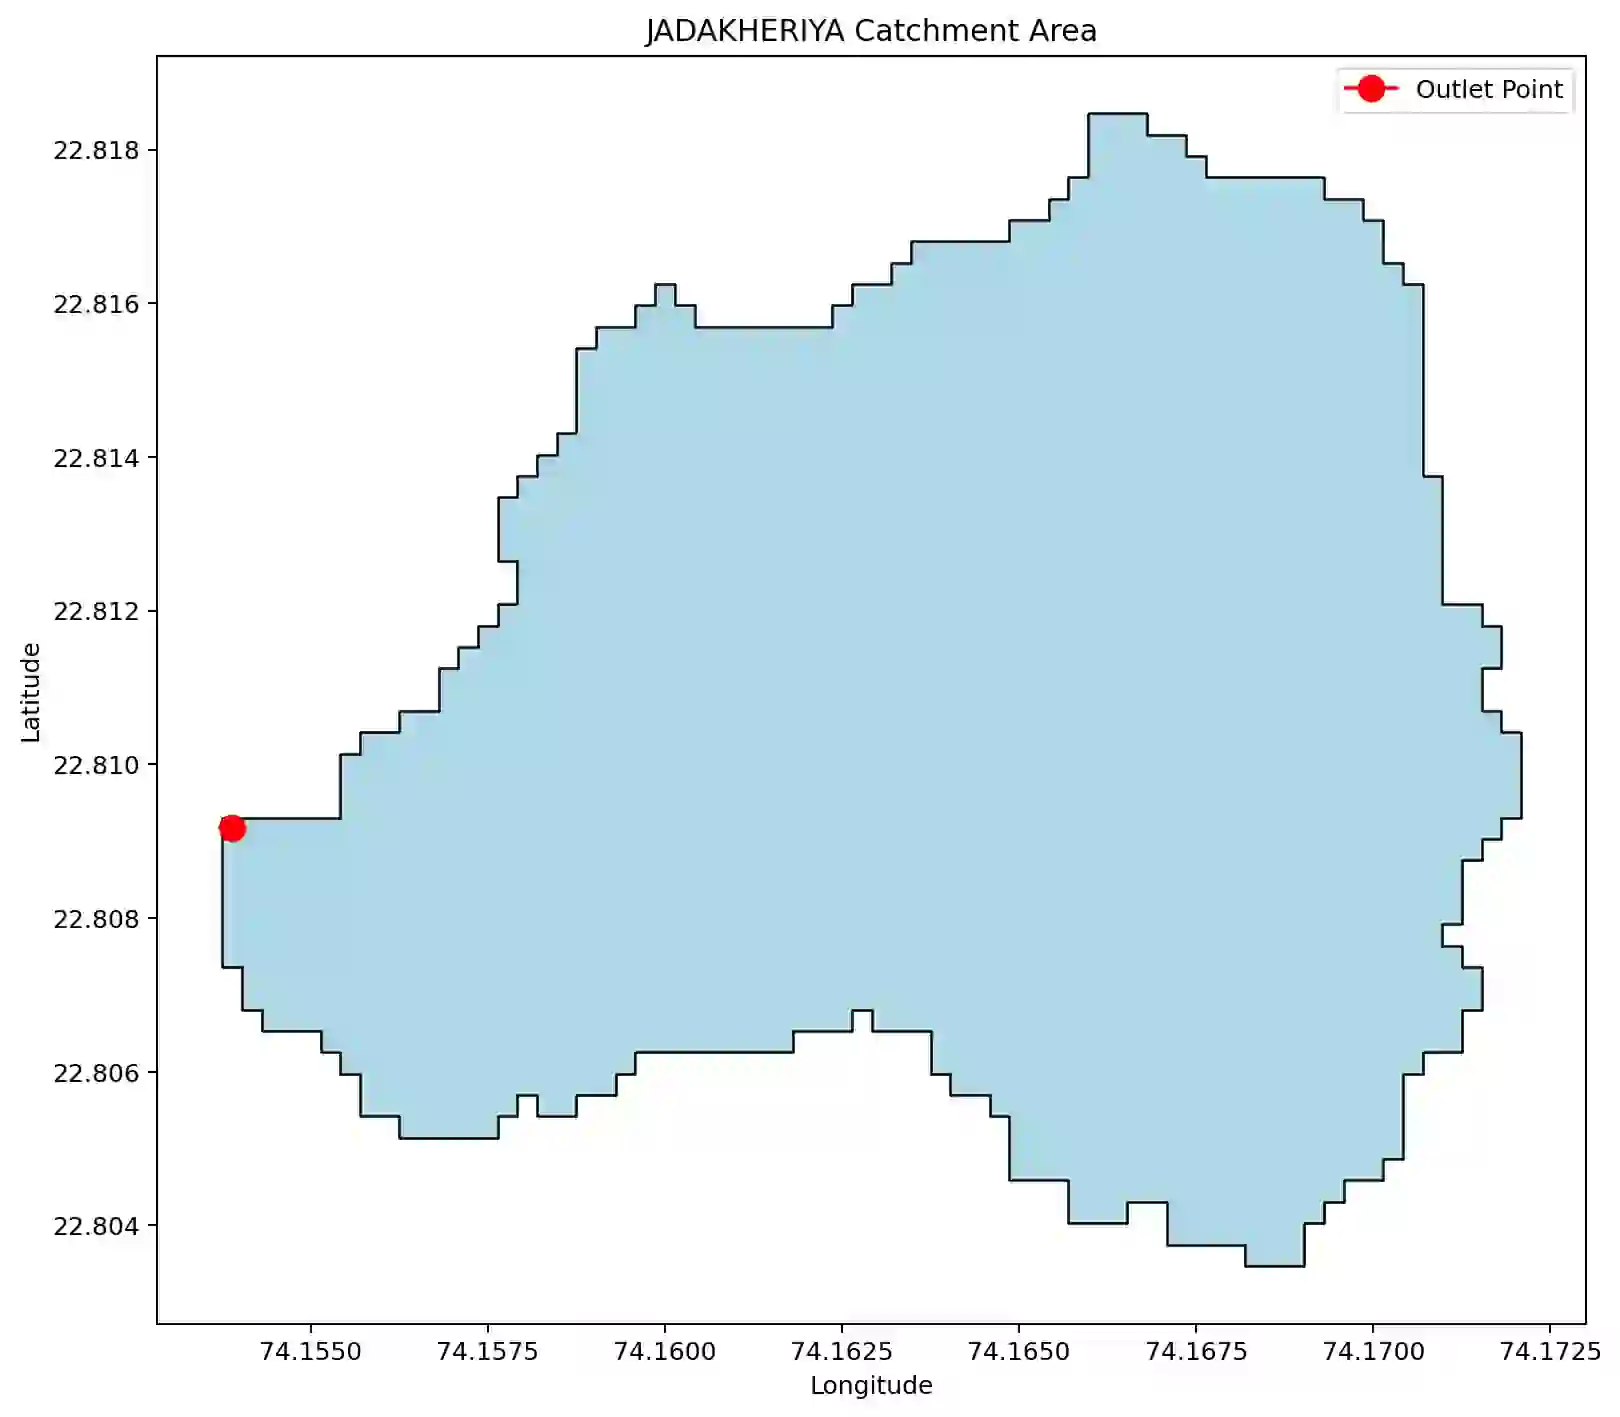 JADAKHERIYA Catchment Area
Outlet Point
22.818
22.816
22.814
22.812
22.810
22.808
22.806
22.804
Latitude
74.1550 74.1575 74.1600 74.1625 74.1650 74.1675 74.1700 74.1725
Longitude